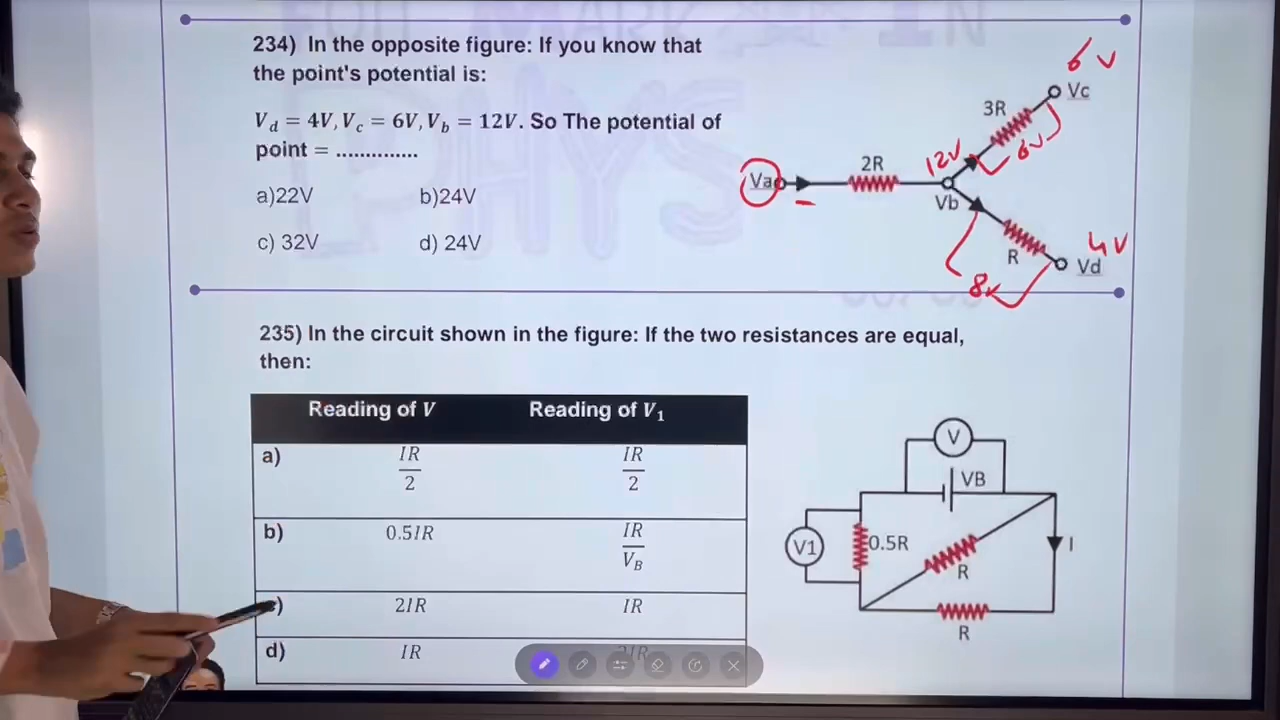 234) In the opposite figure: If you know that
the point's potential is:
V_d = 4V, V_c = 6V, V_b = 12V. So The potential of
point = ..............
a)22V b)24V
c) 32V d) 24V
6V
Vc
3R
6V
12V
2R
Va
Vb
R
4V
Vd
8V
235) In the circuit shown in the figure: If the two resistances are equal,
then:
Reading of V Reading of V₁
a) IR/2 IR/2
b) 0.5IR IR/V_B
2IR IR
d) IR 2IR
V
VB
V1
0.5R
R
I
R